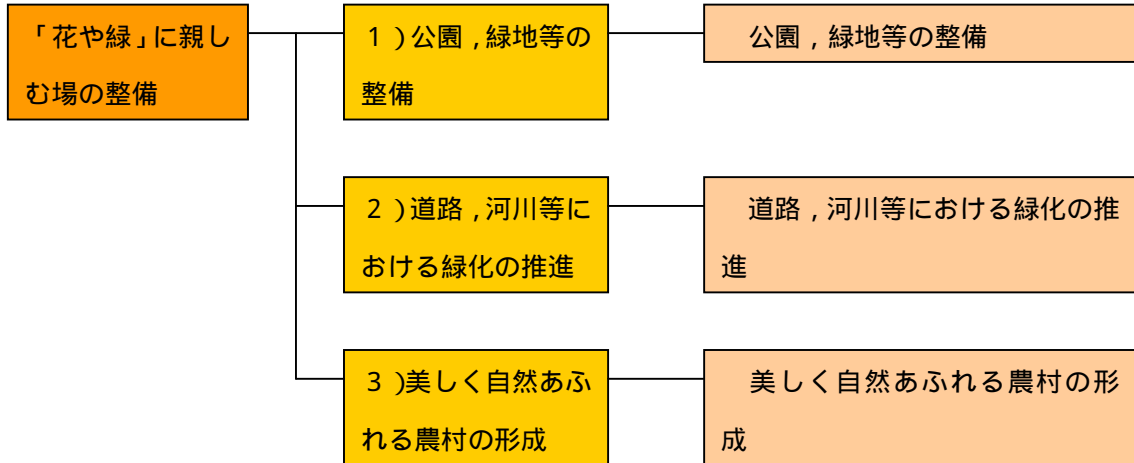 「花や緑」に親し
む場の整備
１）公園，緑地等の
整備
公園，緑地等の整備
２）道路，河川等に
おける緑化の推進
道路，河川等における緑化の推
進
３）美しく自然あふ
れる農村の形成
美しく自然あふれる農村の形
成